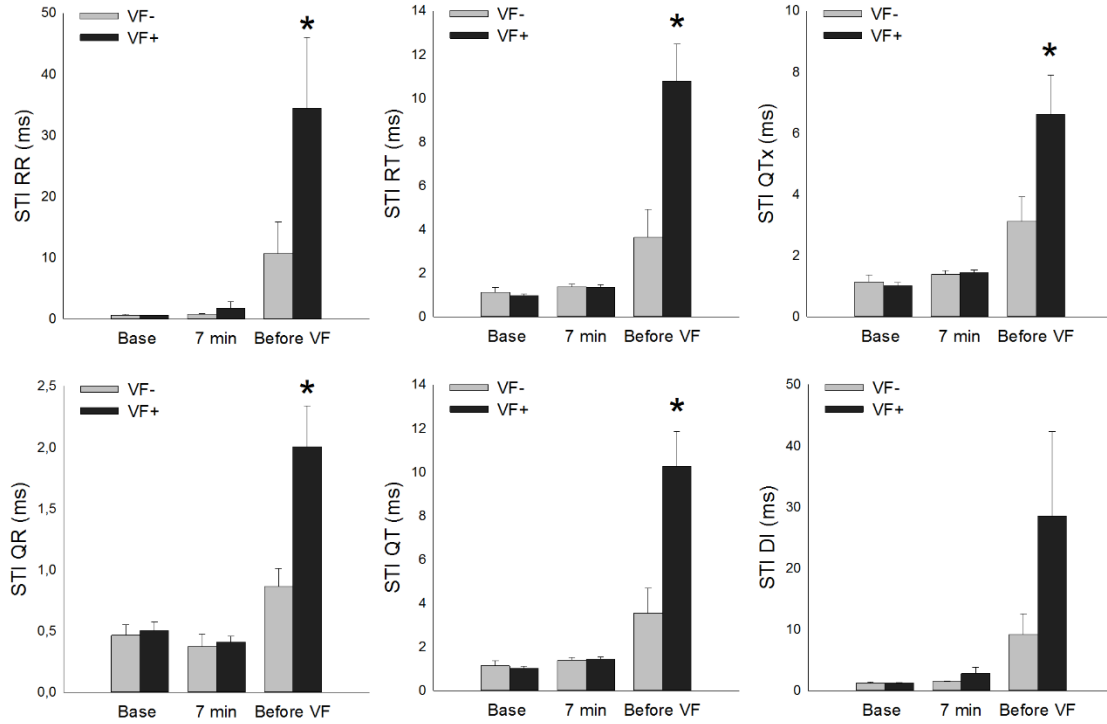 VF-
VF+
*
STI RR (ms)
50
40
30
20
10
0
Base 7 min Before VF
VF-
VF+
*
STI RT (ms)
14
12
10
8
6
4
2
0
Base 7 min Before VF
VF-
VF+
*
STI QTx (ms)
10
8
6
4
2
0
Base 7 min Before VF
VF-
VF+
*
STI QR (ms)
2,5
2,0
1,5
1,0
0,5
0,0
Base 7 min Before VF
VF-
VF+
*
STI QT (ms)
14
12
10
8
6
4
2
0
Base 7 min Before VF
VF-
VF+
STI DI (ms)
50
40
30
20
10
0
Base 7 min Before VF